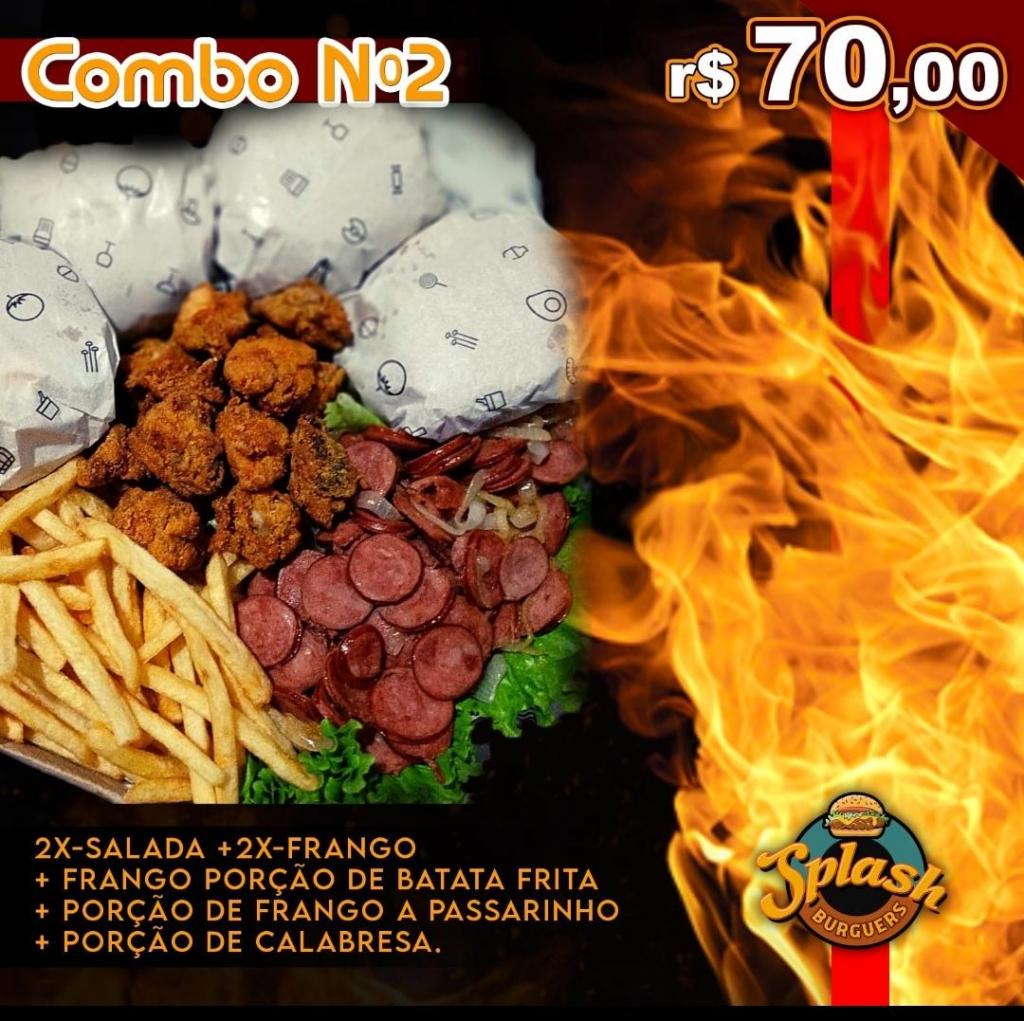 Combo Nº2
r$ 70,00
2X-SALADA +2X-FRANGO
+ FRANGO PORÇÃO DE BATATA FRITA
+ PORÇÃO DE FRANGO A PASSARINHO
+ PORÇÃO DE CALABRESA.
Splash
BURGUERS